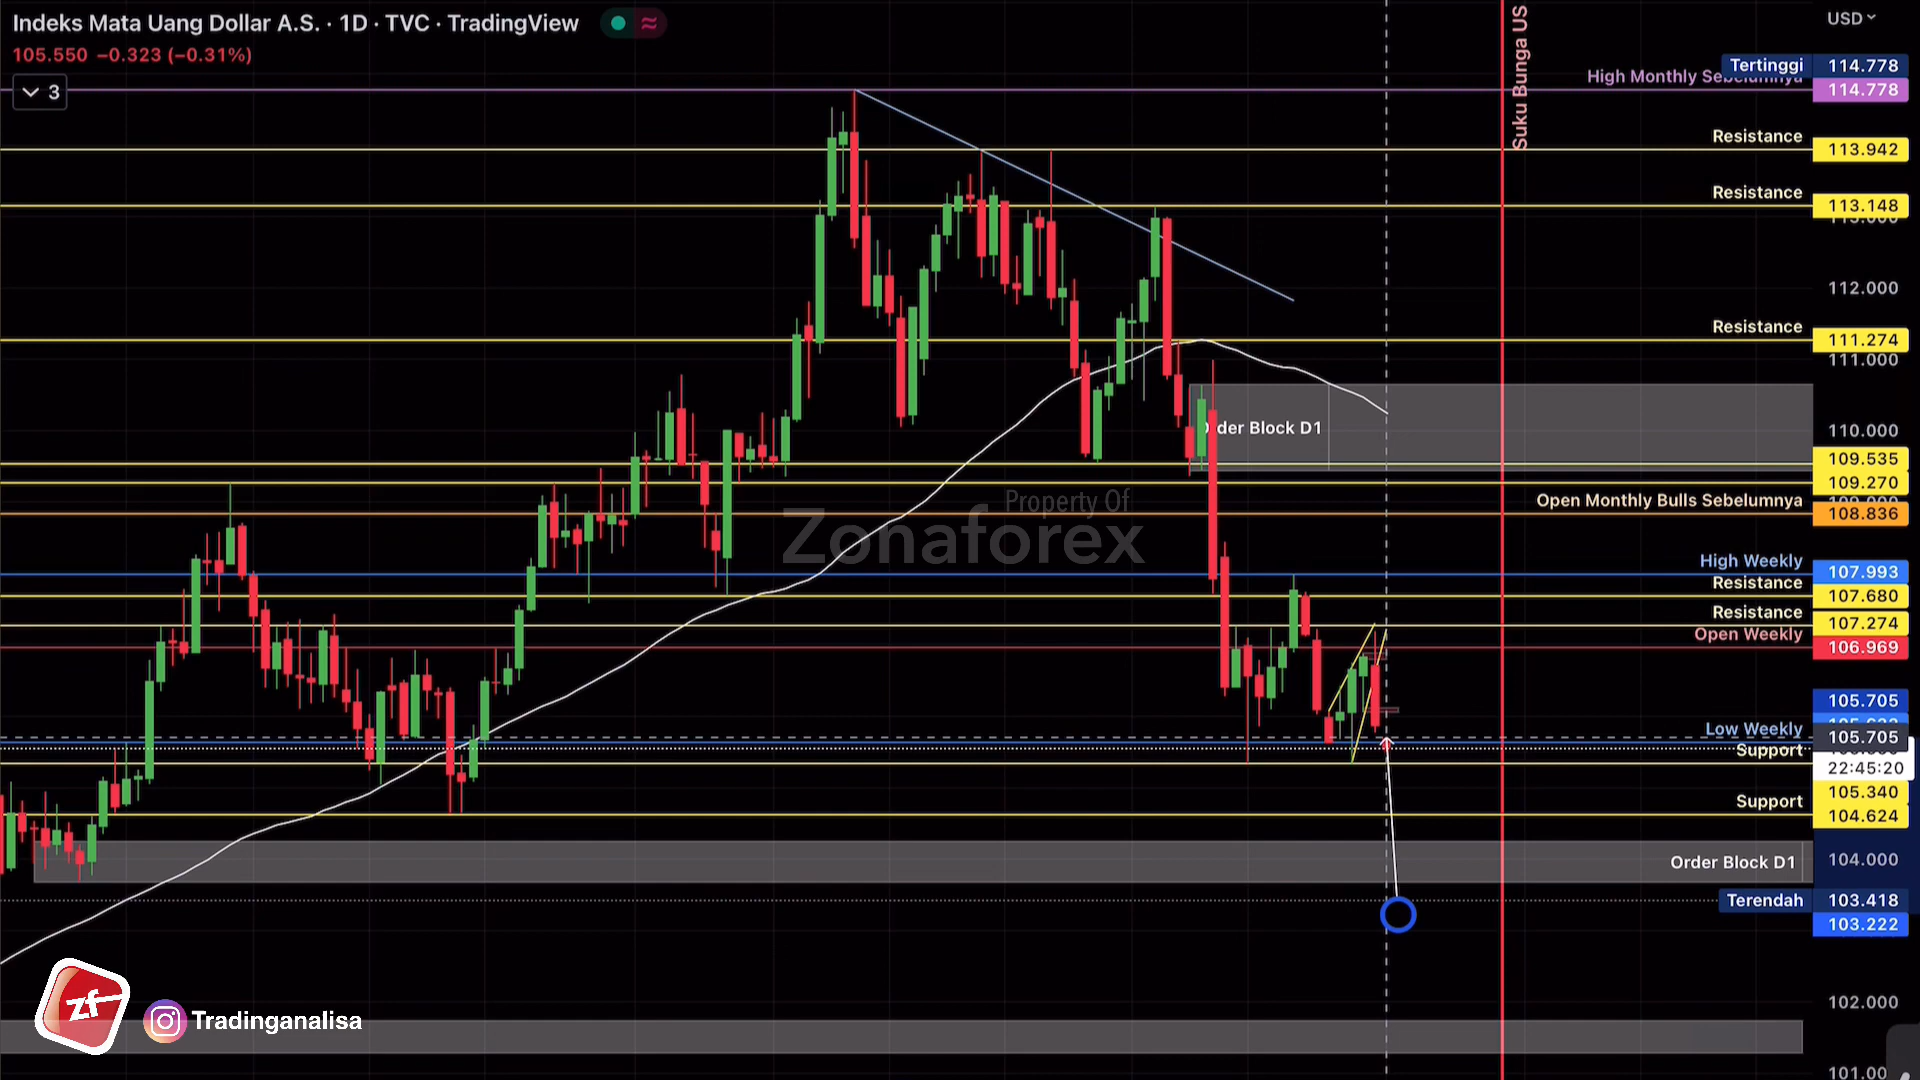 Indeks Mata Uang Dollar A.S. · 1D · TVC · TradingView
USD
105.550 −0.323 (−0.31%)
3
Suku Bunga US
Tertinggi 114.778
High Monthly Sebelumnya 114.778
Resistance 113.942
Resistance 113.148
113.000
112.000
Resistance 111.274
111.000
Order Block D1
110.000
109.535
109.270
Open Monthly Bulls Sebelumnya 108.836
High Weekly 107.993
Resistance 107.680
Resistance 107.274
Open Weekly 106.969
105.705
Low Weekly 105.705
Support
22:45:20
105.340
Support 104.624
Order Block D1 104.000
Terendah 103.418
103.222
102.000
101.00
Property Of
Zonaforex
zf
Tradinganalisa